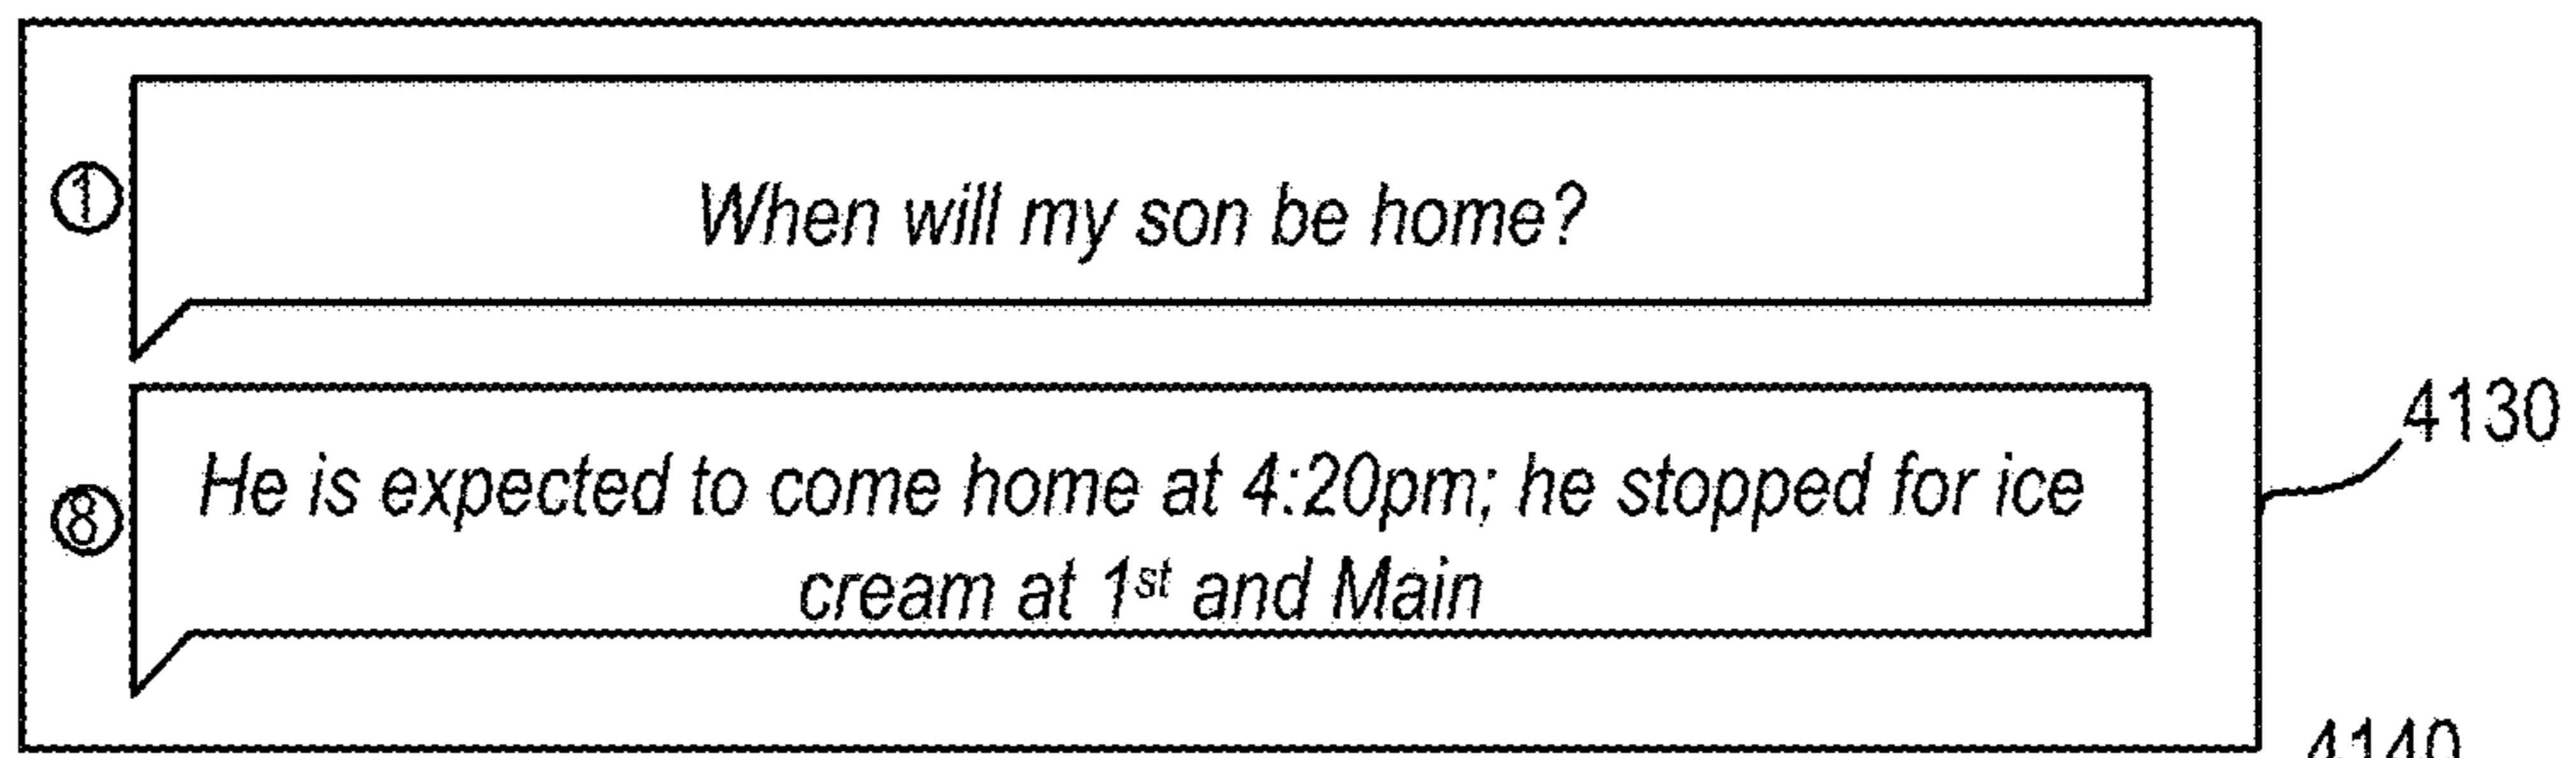 ① When will my son be home?
⑧ He is expected to come home at 4:20pm; he stopped for ice
cream at 1st and Main
4130
4140